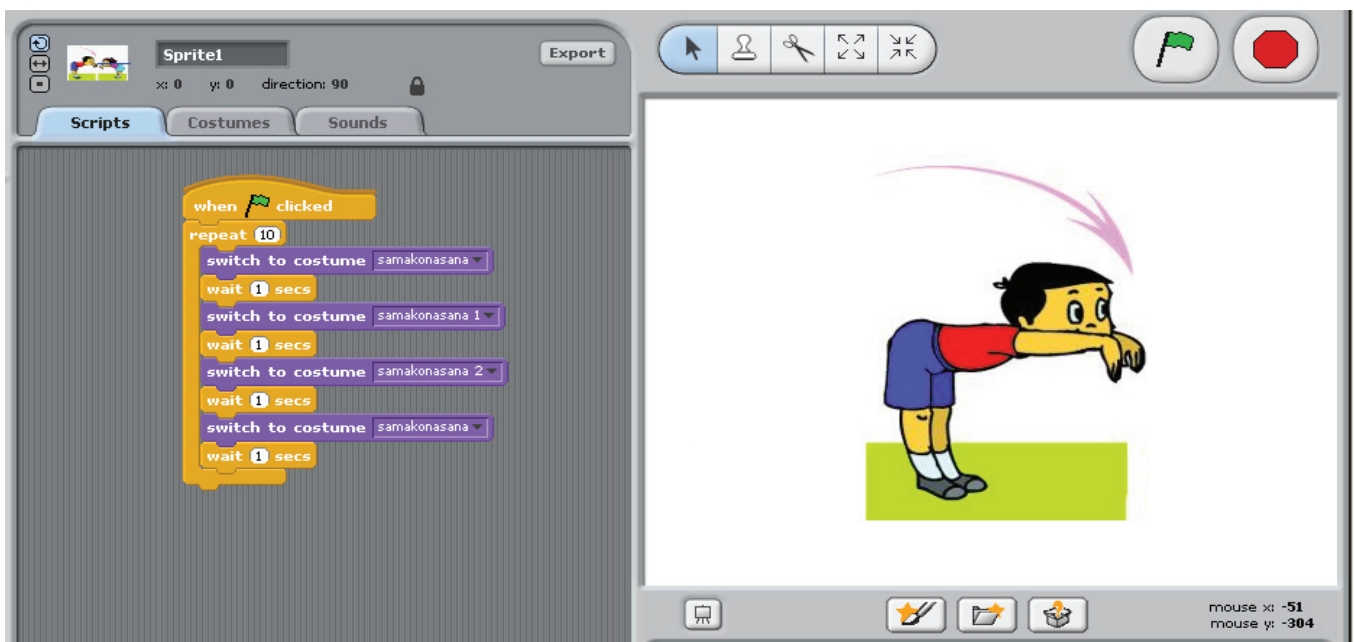 Sprite1
Export
x: 0 y: 0 direction: 90
Scripts Costumes Sounds
when clicked
repeat 10
switch to costume samakonasana
wait 1 secs
switch to costume samakonasana 1
wait 1 secs
switch to costume samakonasana 2
wait 1 secs
switch to costume samakonasana
wait 1 secs
mouse x: -51
mouse y: -304